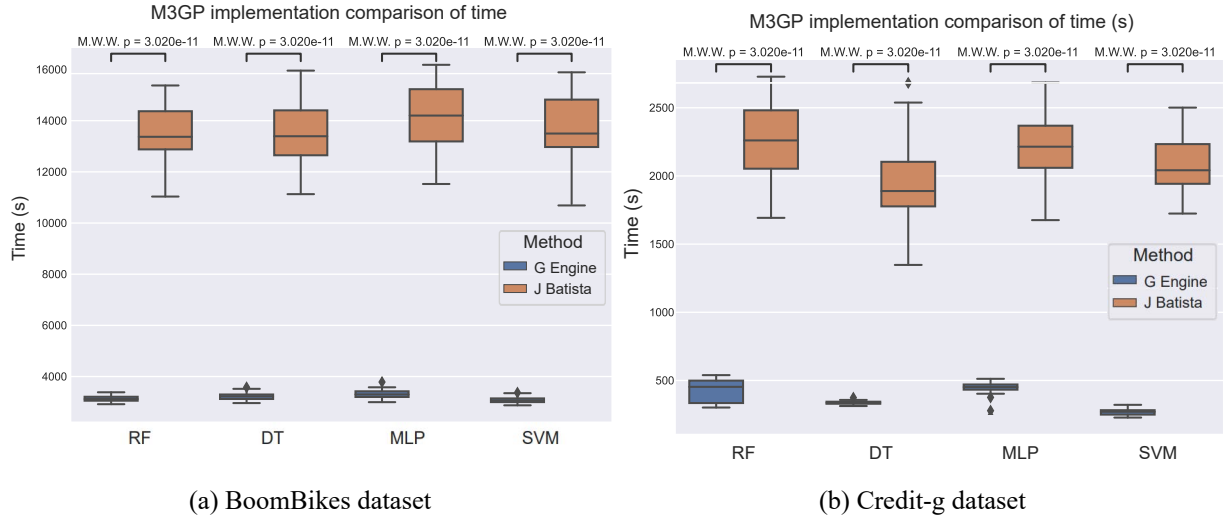 M3GP implementation comparison of time
M.W.W. p = 3.020e-11 M.W.W. p = 3.020e-11 M.W.W. p = 3.020e-11 M.W.W. p = 3.020e-11
16000
14000
12000
10000
8000
6000
4000
Time (s)
Method
G Engine
J Batista
RF DT MLP SVM
(a) BoomBikes dataset
M3GP implementation comparison of time (s)
M.W.W. p = 3.020e-11 M.W.W. p = 3.020e-11 M.W.W. p = 3.020e-11 M.W.W. p = 3.020e-11
2500
2000
1500
1000
500
Time (s)
Method
G Engine
J Batista
RF DT MLP SVM
(b) Credit-g dataset